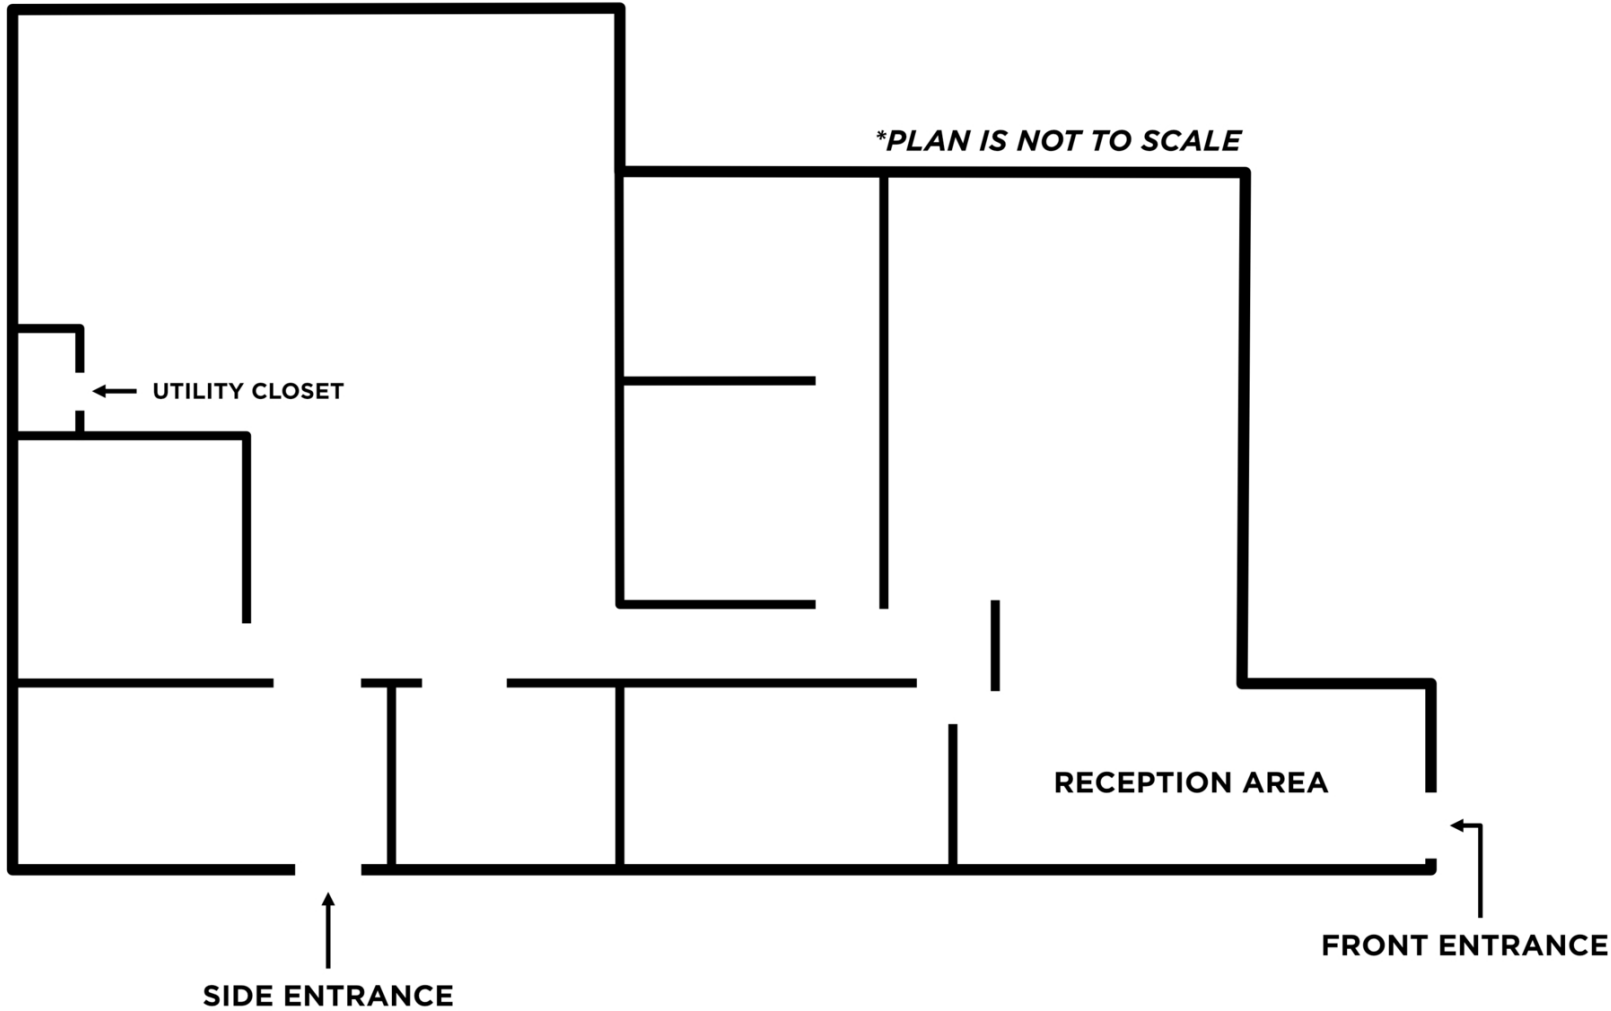 *PLAN IS NOT TO SCALE
UTILITY CLOSET
RECEPTION AREA
FRONT ENTRANCE
SIDE ENTRANCE